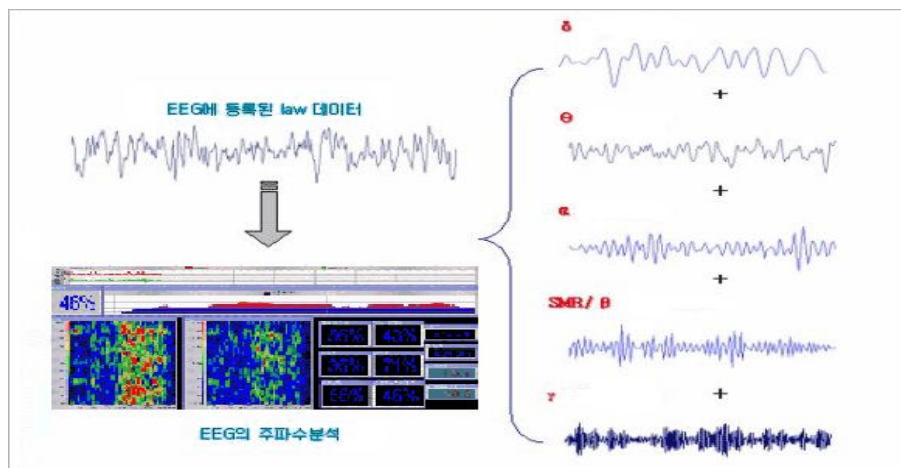 EEG에 등록된 law 데이터
46%
EEG의 주파수분석
δ
+
θ
+
α
+
SMR/ β
+
γ